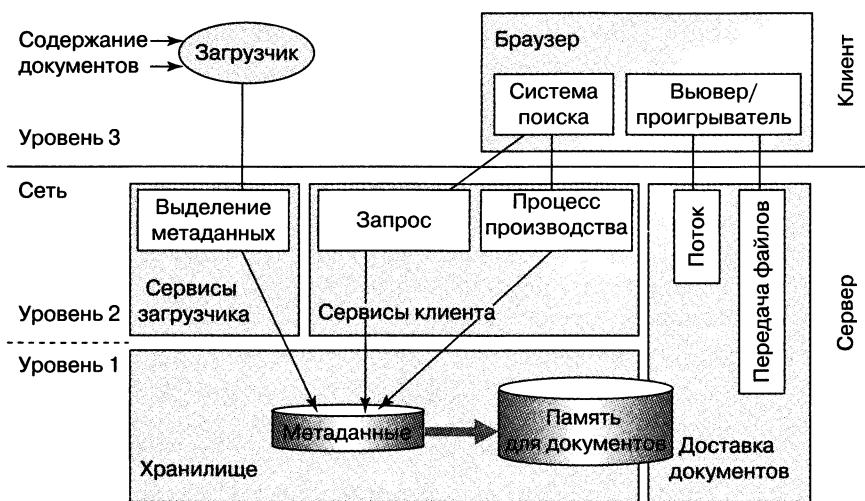 Содержание
документов
Загрузчик
Уровень 3
Браузер
Система
поиска
Вьювер/
проигрыватель
Клиент
Сеть
Выделение
метаданных
Сервисы
загрузчика
Уровень 2
Запрос
Процесс
производства
Сервисы клиента
Поток
Передача файлов
Сервер
Уровень 1
Метаданные
Память
для документов
Хранилище
Доставка
документов